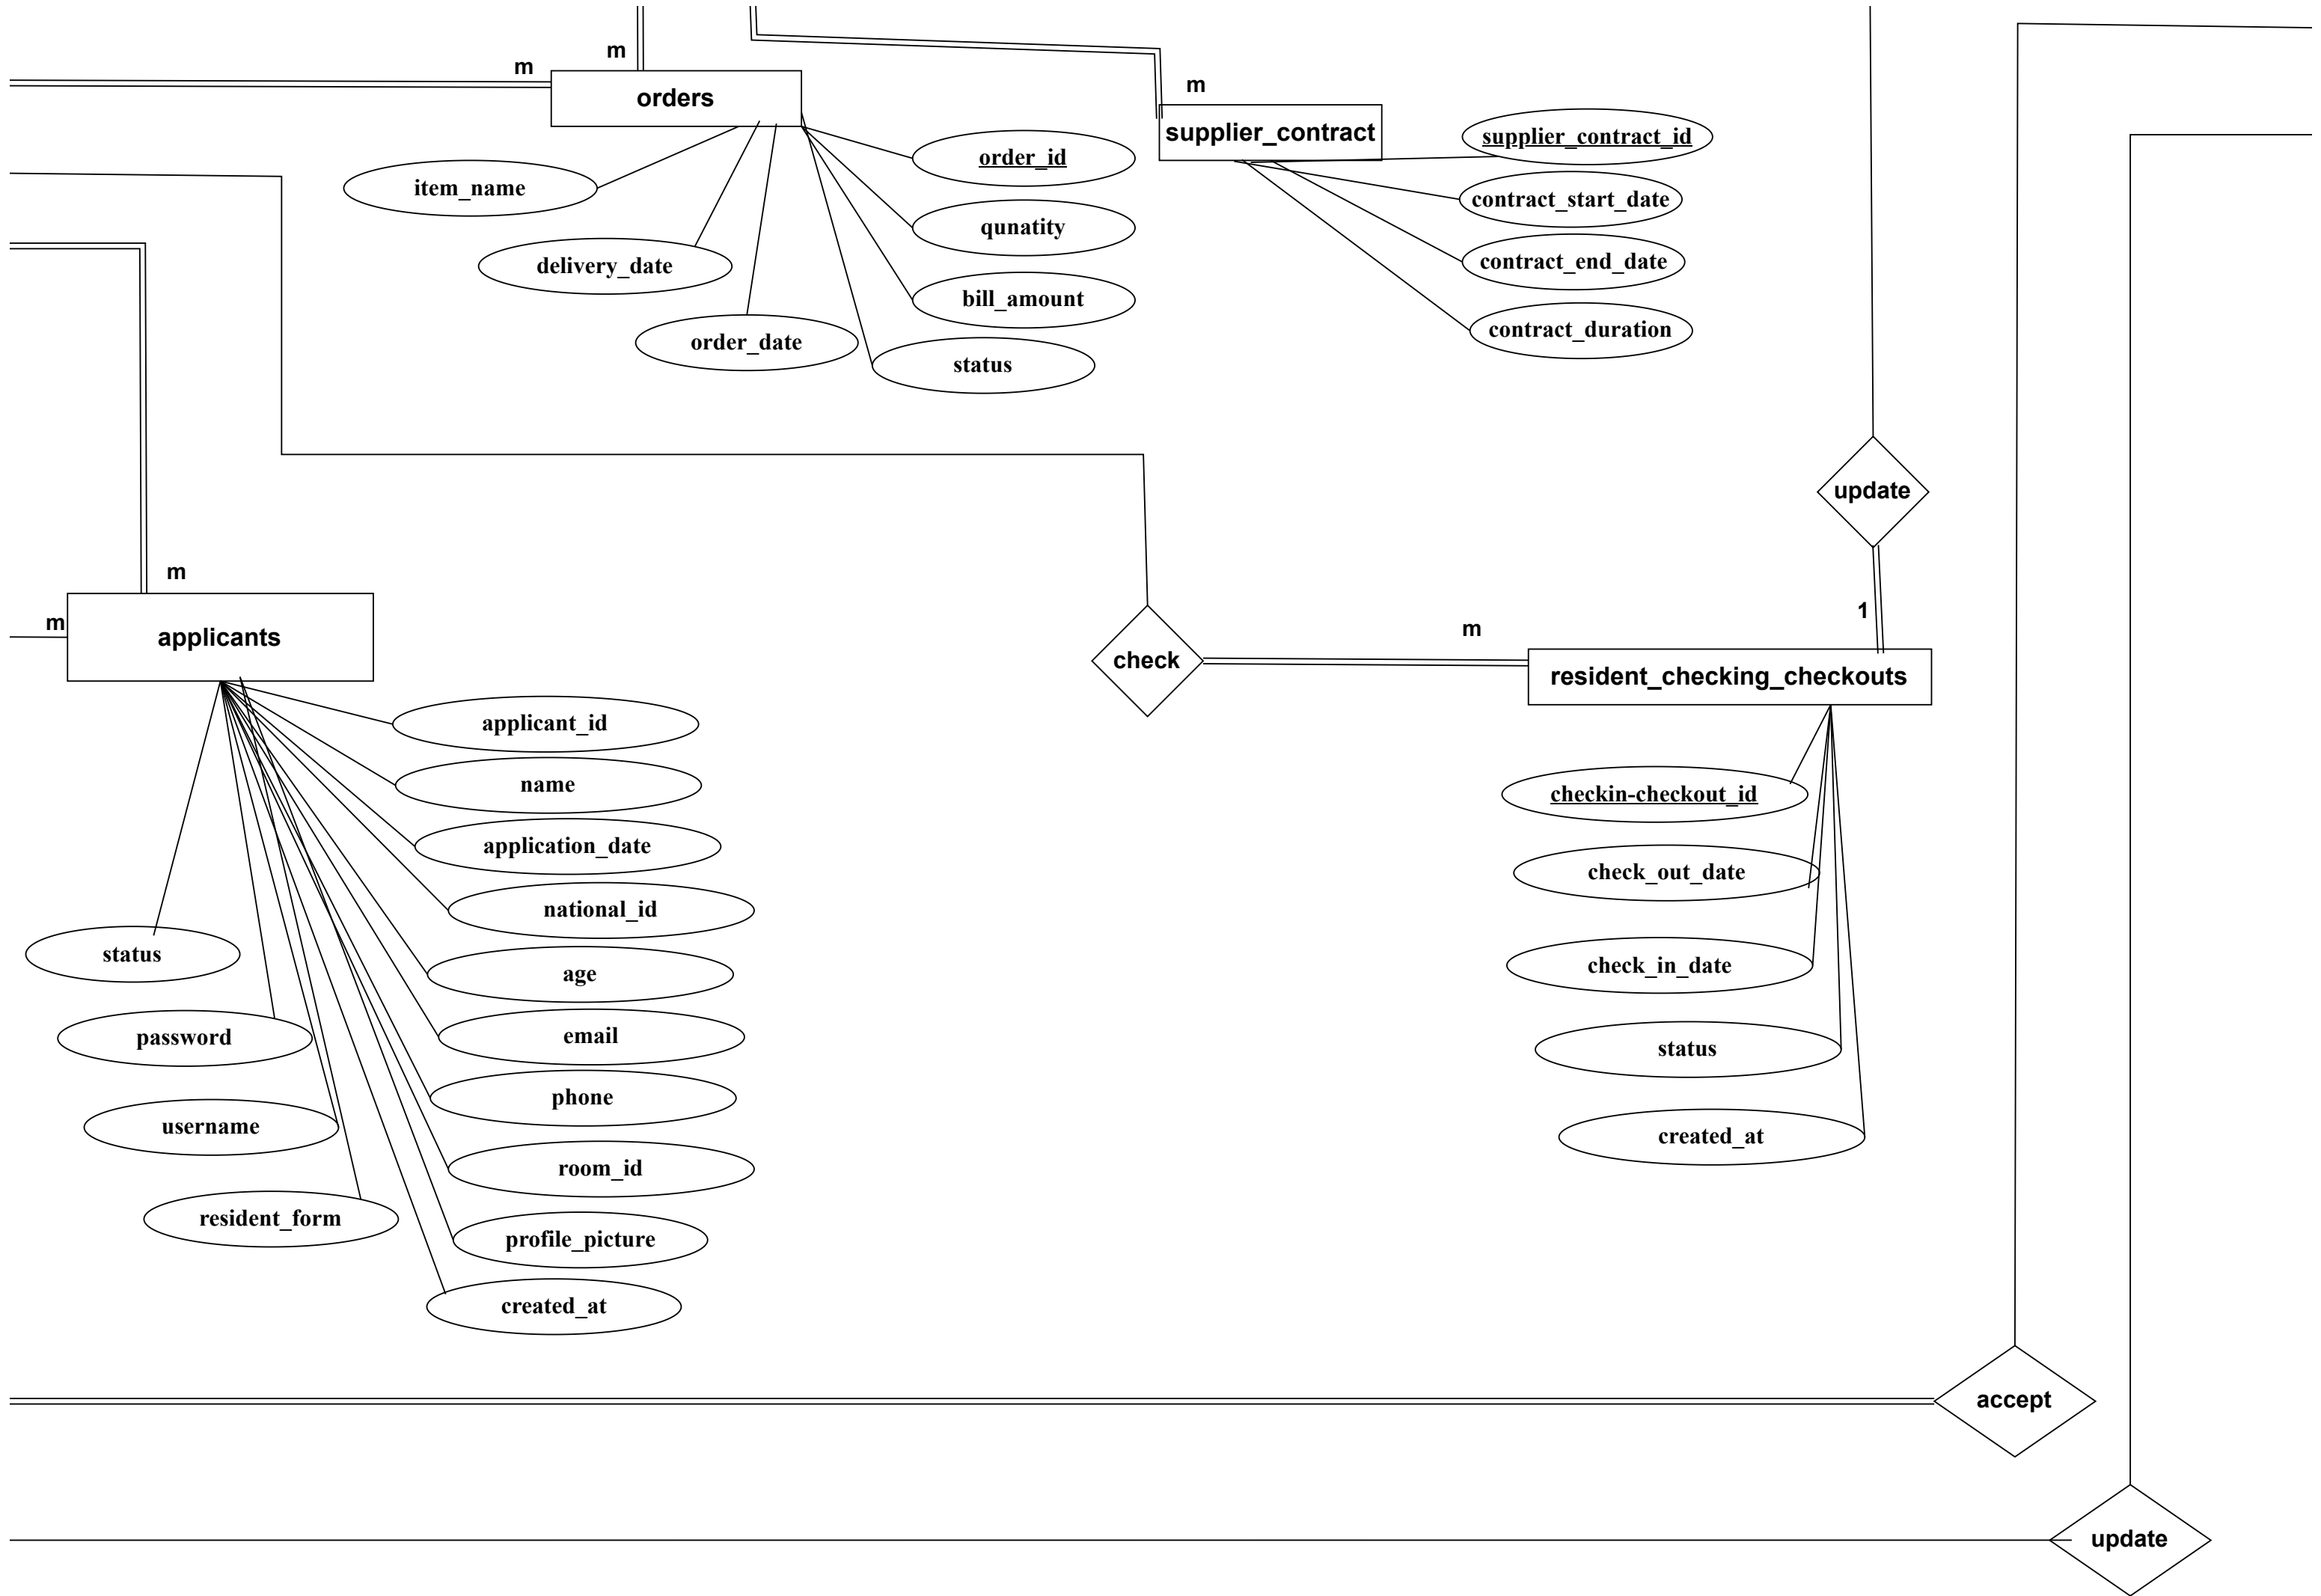 m
m
orders
m
supplier_contract
supplier_contract_id
order_id
item_name
contract_start_date
qunatity
contract_end_date
delivery_date
bill_amount
contract_duration
order_date
status
update
m
1
m
applicants
m
check
resident_checking_checkouts
applicant_id
name
checkin-checkout_id
application_date
check_out_date
national_id
status
age
check_in_date
password
email
status
phone
username
created_at
room_id
resident_form
profile_picture
created_at
accept
update